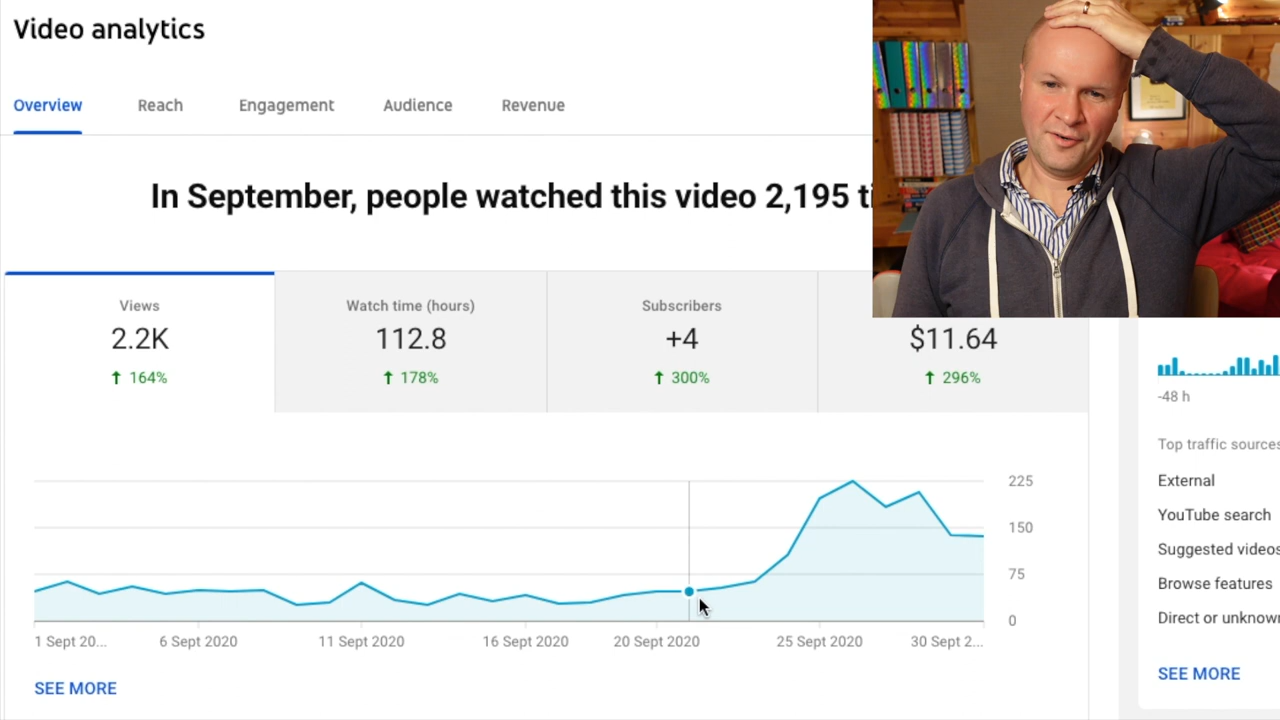 Video analytics
Overview Reach Engagement Audience Revenue
In September, people watched this video 2,195
Views
2.2K
164%
Watch time (hours)
112.8
178%
Subscribers
+4
300%
$11.64
296%
225
150
75
0
1 Sept 20... 6 Sept 2020 11 Sept 2020 16 Sept 2020 20 Sept 2020 25 Sept 2020 30 Sept 2...
SEE MORE
-48 h
Top traffic sources
External
YouTube search
Suggested videos
Browse features
Direct or unknown
SEE MORE